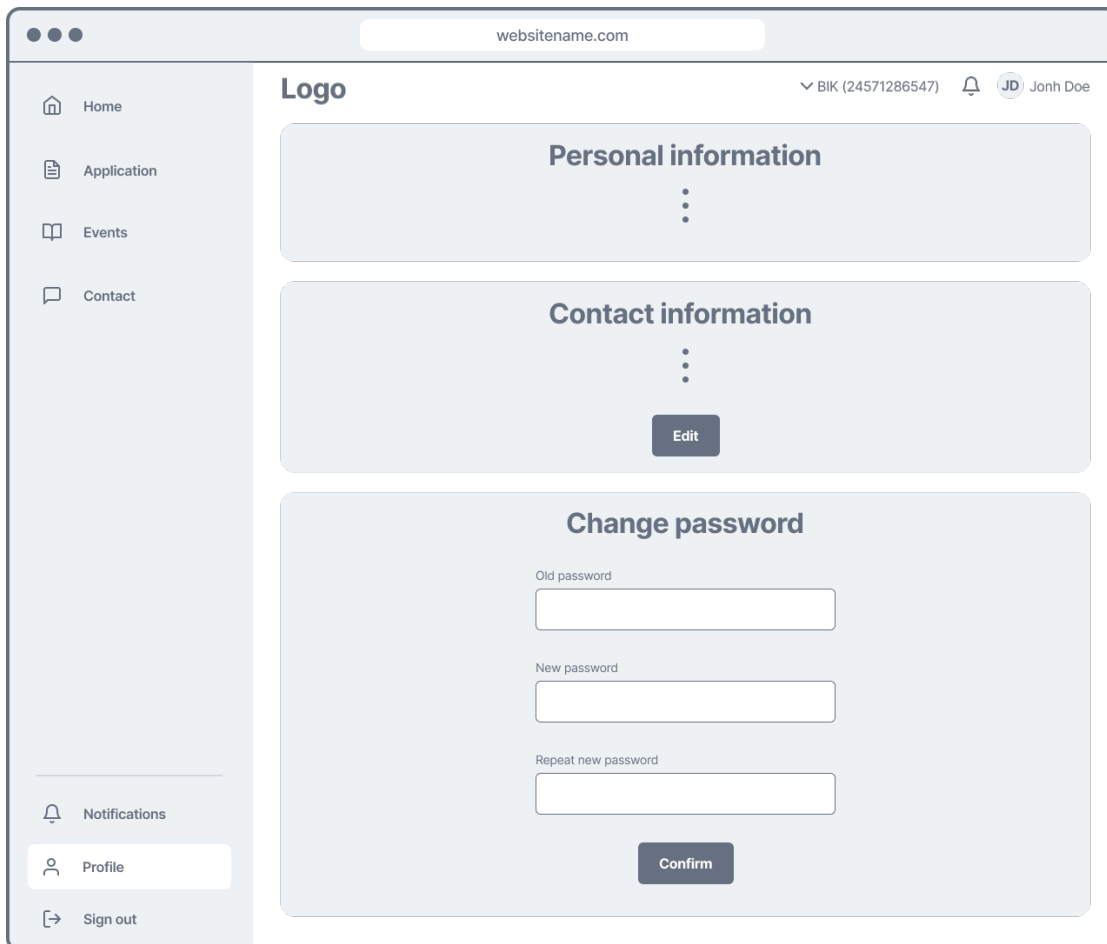 websitename.com
Logo
BIK (24571286547)
JD
Jonh Doe
Home
Application
Events
Contact
Personal information
Contact information
Edit
Change password
Old password
New password
Repeat new password
Confirm
Notifications
Profile
Sign out